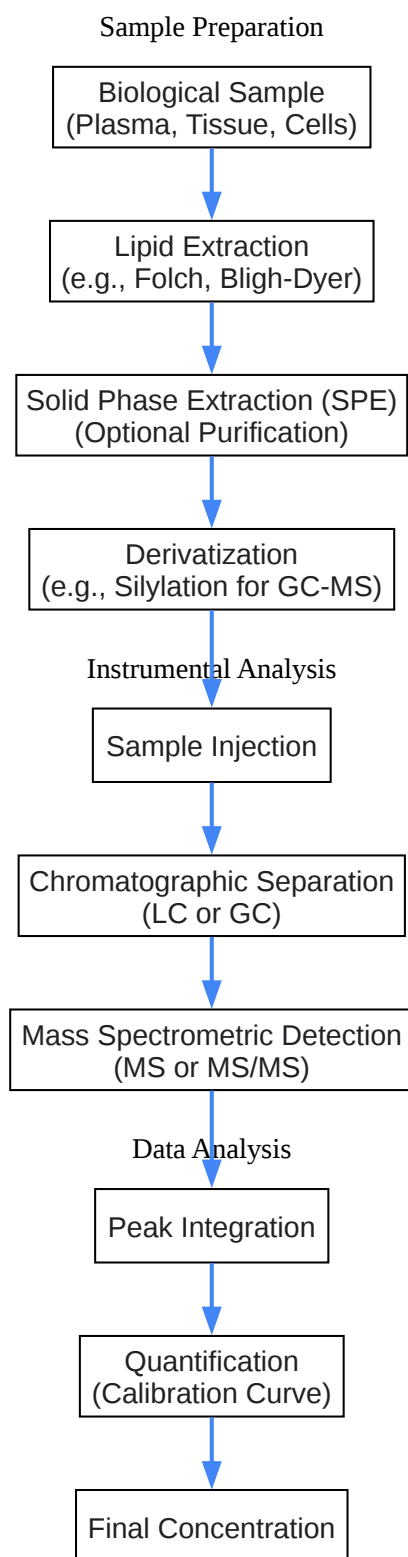 Sample Preparation
Biological Sample
(Plasma, Tissue, Cells)
Lipid Extraction
(e.g., Folch, Bligh-Dyer)
Solid Phase Extraction (SPE)
(Optional Purification)
Derivatization
(e.g., Silylation for GC-MS)
Instrumental Analysis
Sample Injection
Chromatographic Separation
(LC or GC)
Mass Spectrometric Detection
(MS or MS/MS)
Data Analysis
Peak Integration
Quantification
(Calibration Curve)
Final Concentration